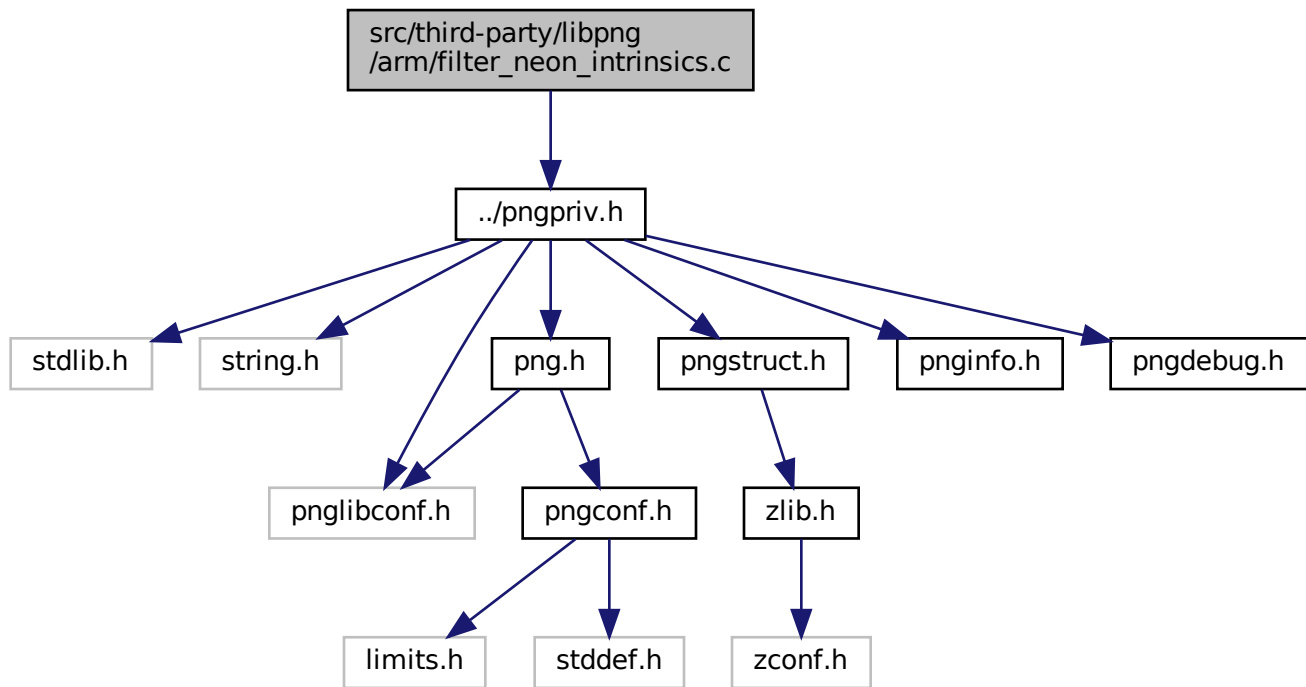 src/third-party/libpng
/arm/filter_neon_intrinsics.c
../pngpriv.h
stdlib.h
string.h
png.h
pngstruct.h
pnginfo.h
pngdebug.h
pnglibconf.h
pngconf.h
zlib.h
limits.h
stddef.h
zconf.h